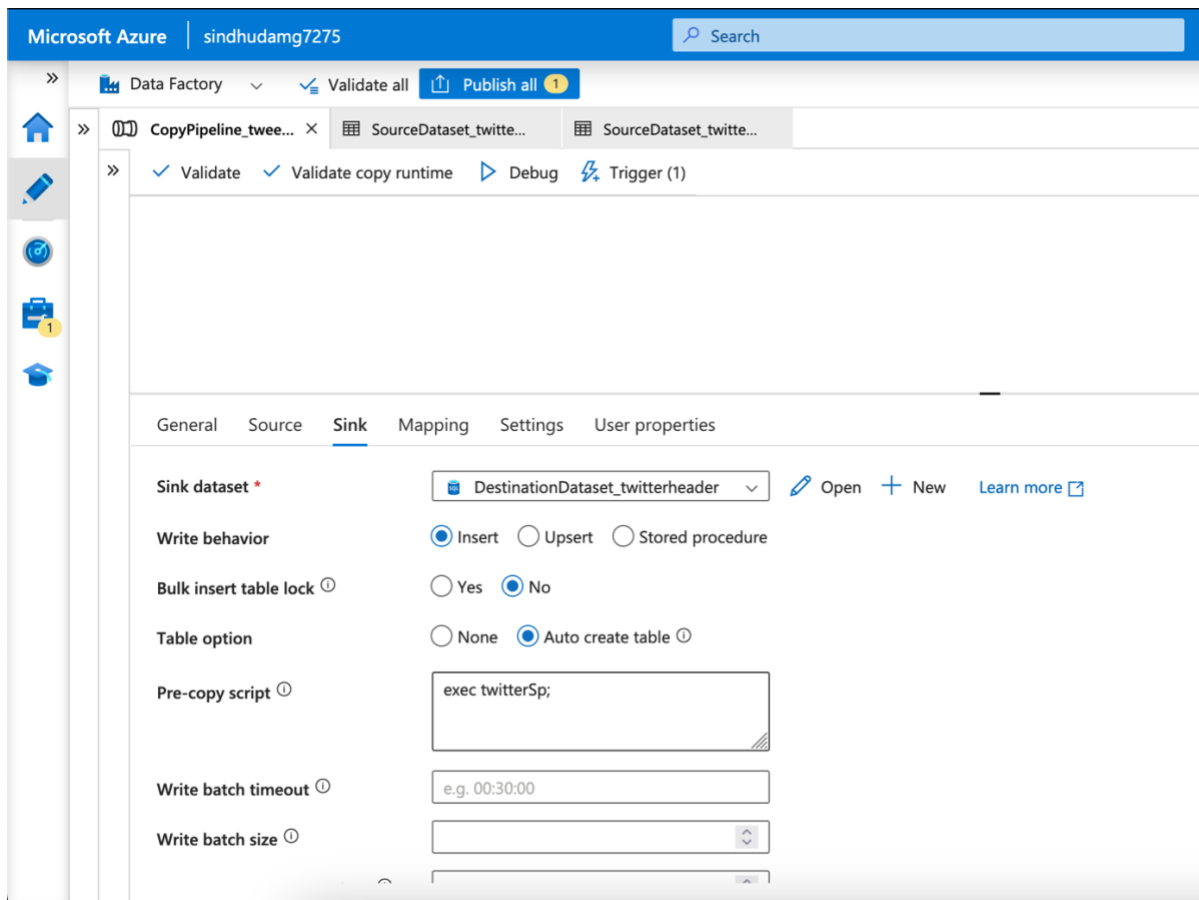 Microsoft Azure sindhudamg7275 Search
Data Factory Validate all Publish all 1
CopyPipeline_twee... SourceDataset_twitte... SourceDataset_twitte...
Validate Validate copy runtime Debug Trigger (1)
1
General Source Sink Mapping Settings User properties
Sink dataset * SQL DestinationDataset_twitterheader Open New Learn more
Write behavior Insert Upsert Stored procedure
Bulk insert table lock Yes No
Table option None Auto create table
Pre-copy script exec twitterSp;
Write batch timeout e.g. 00:30:00
Write batch size